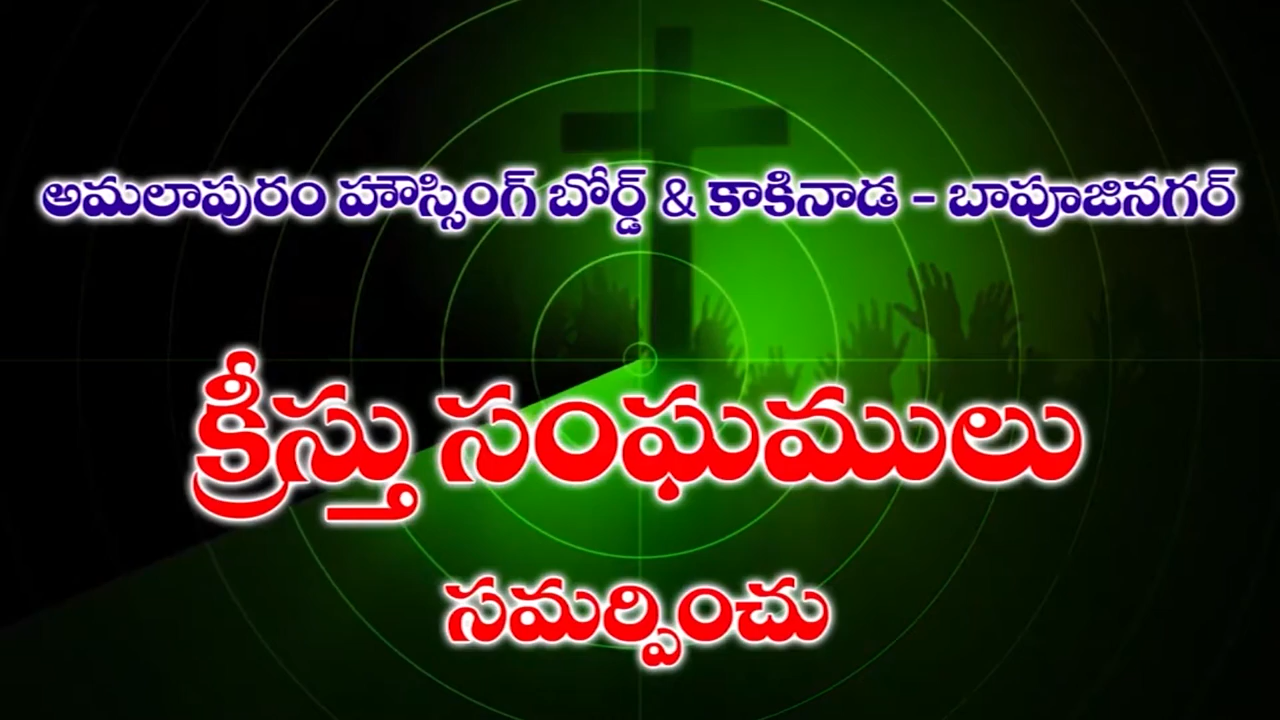 అమలాపురం హౌస్సింగ్ బోర్డ్ & కాకినాడ - బాపూజినగర్
క్రీస్తు సంఘములు
సమర్పించు